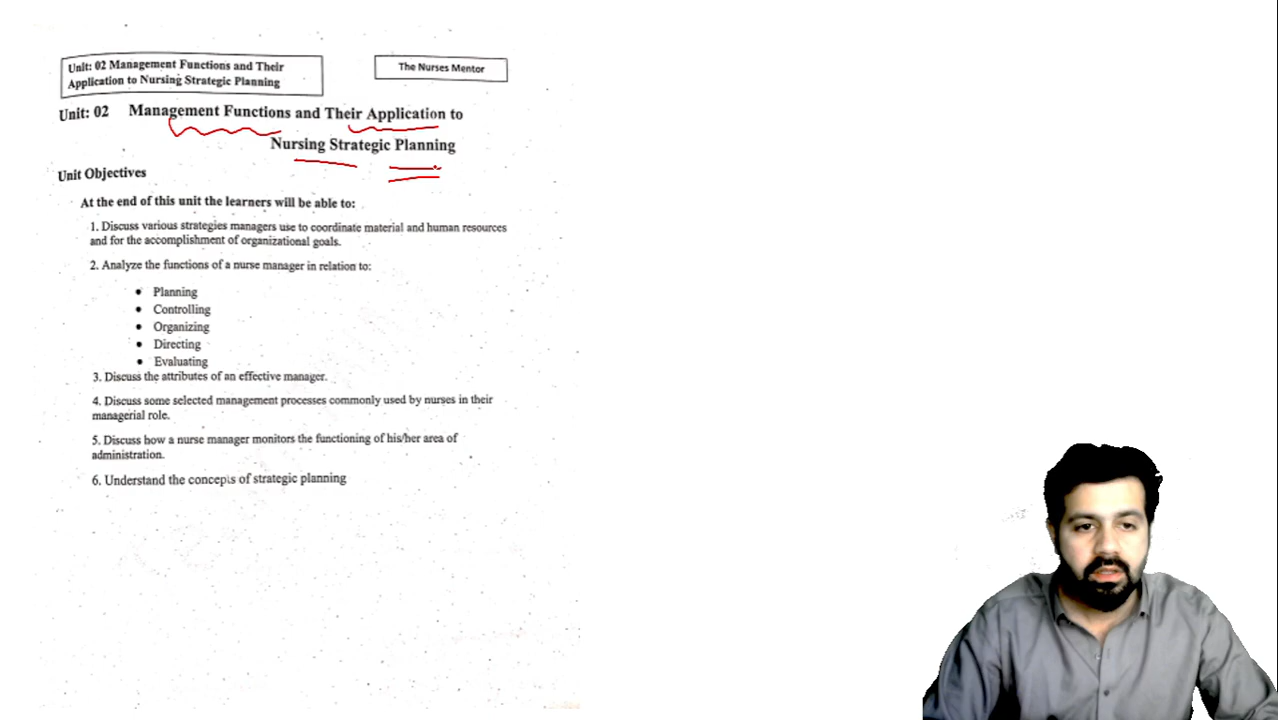 Unit: 02 Management Functions and Their
Application to Nursing Strategic Planning
The Nurses Mentor
Unit: 02 Management Functions and Their Application to
Nursing Strategic Planning
Unit Objectives
At the end of this unit the learners will be able to:
1. Discuss various strategies managers use to coordinate material and human resources
and for the accomplishment of organizational goals.
2. Analyze the functions of a nurse manager in relation to:
• Planning
• Controlling
• Organizing
• Directing
• Evaluating
3. Discuss the attributes of an effective manager.
4. Discuss some selected management processes commonly used by nurses in their
managerial role.
5. Discuss how a nurse manager monitors the functioning of his/her area of
administration.
6. Understand the concepts of strategic planning